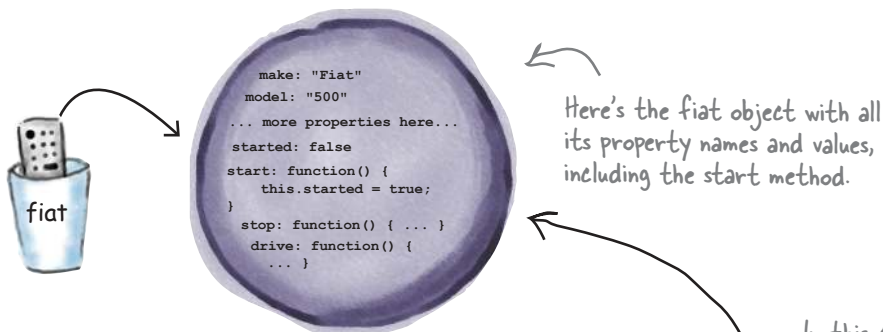 make: "Fiat"
model: "500"
... more properties here...
started: false
start: function() {
this.started = true;
}
stop: function() { ... }
drive: function() {
... }
fiat
Here's the fiat object with all
its property names and values,
including the start method.